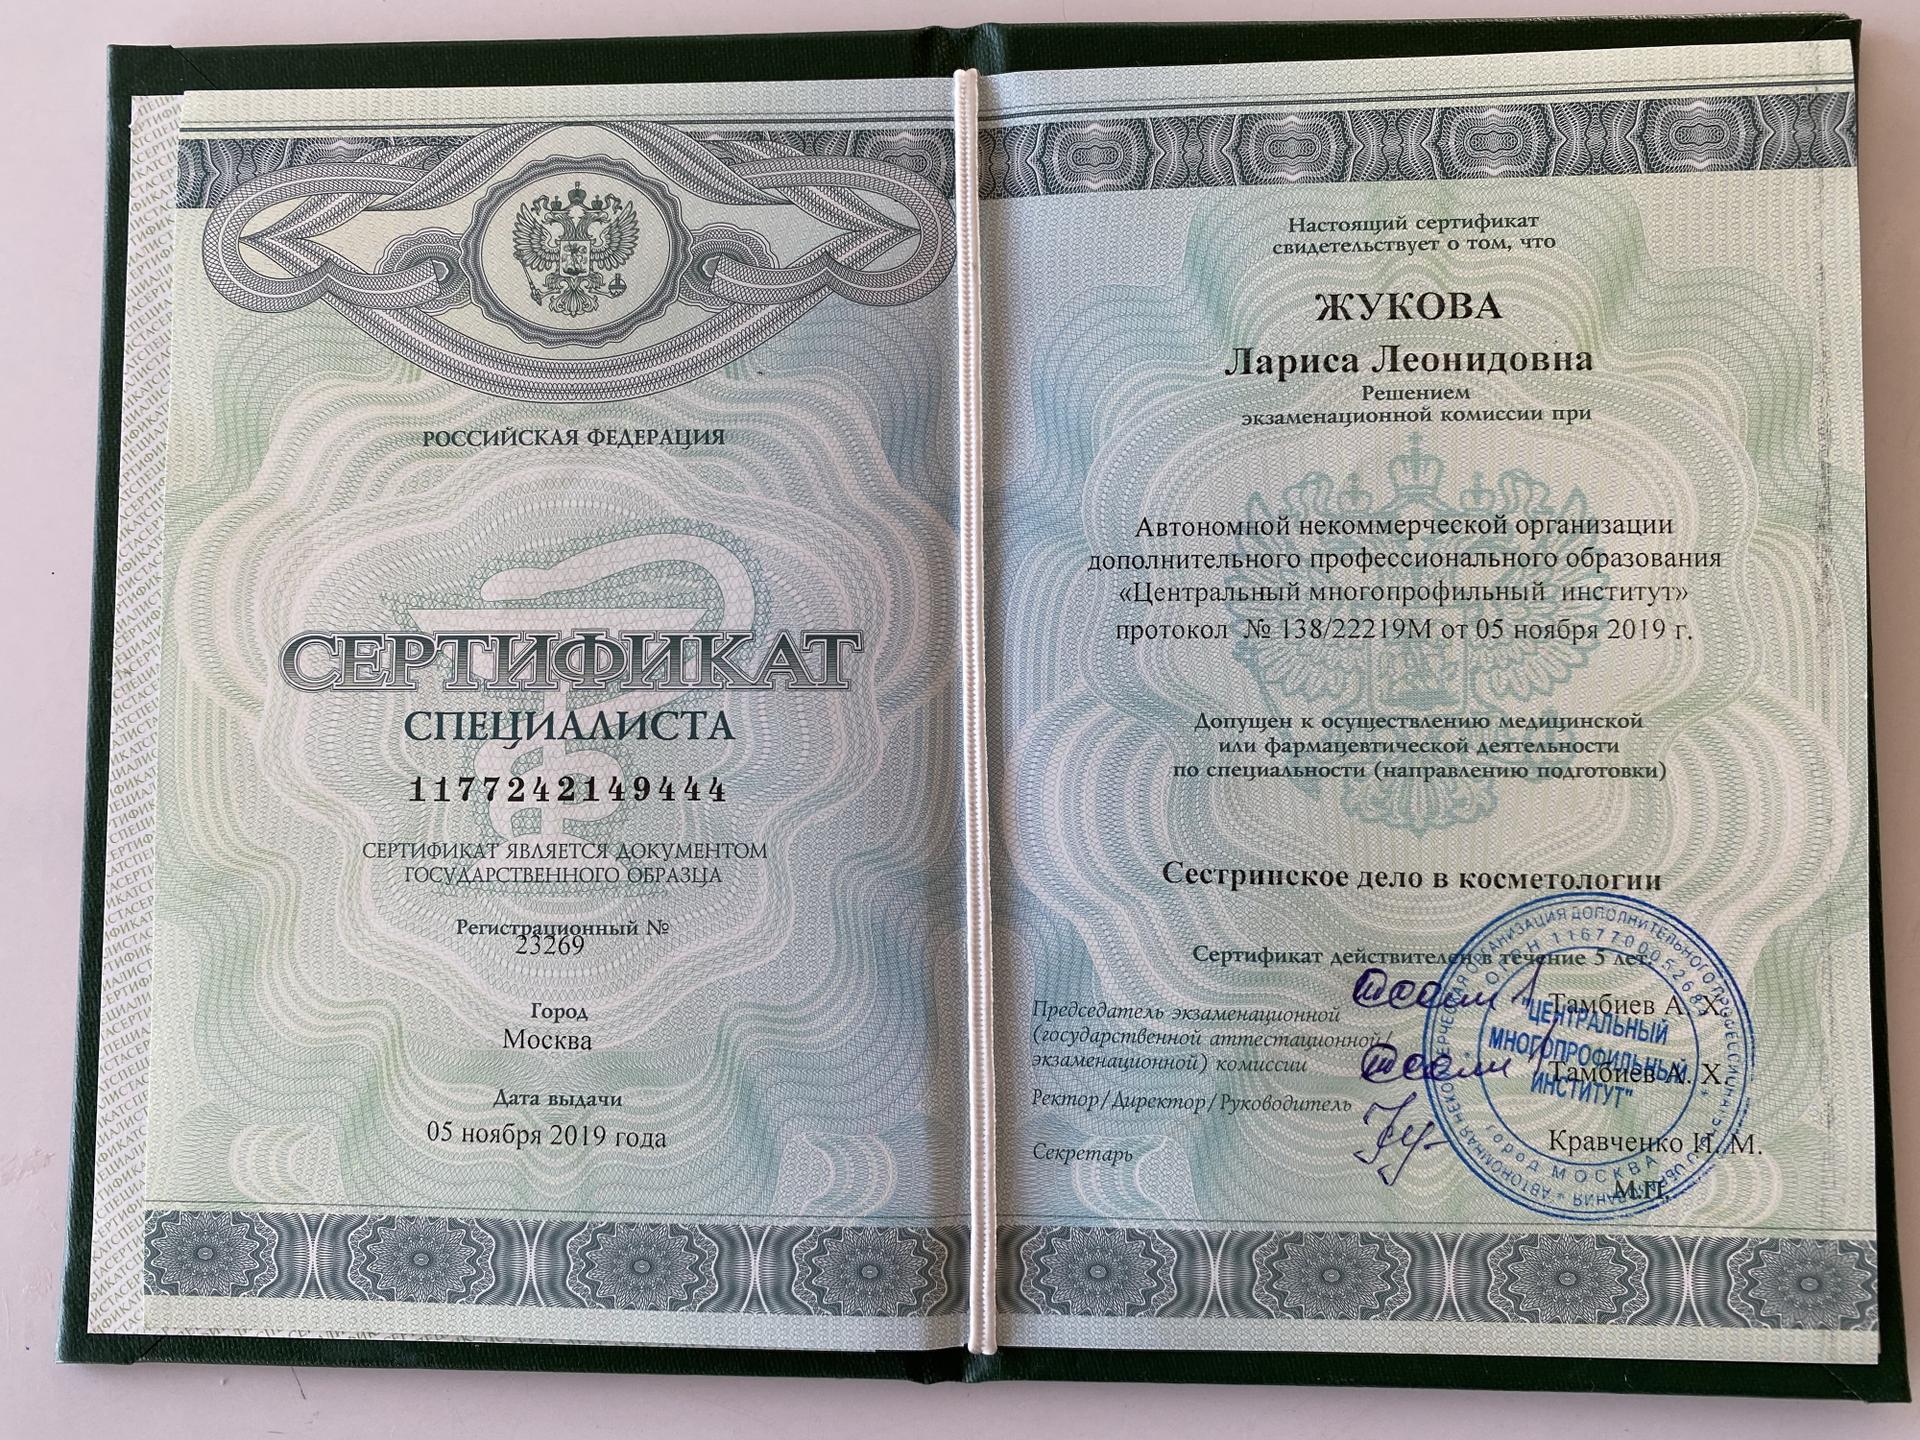 РОССИЙСКАЯ ФЕДЕРАЦИЯ
СЕРТИФИКАТ
СПЕЦИАЛИСТА
1177242149444
СЕРТИФИКАТ ЯВЛЯЕТСЯ ДОКУМЕНТОМ
ГОСУДАРСТВЕННОГО ОБРАЗЦА
Регистрационный №
23269
Город
Москва
Дата выдачи
05 ноября 2019 года
Настоящий сертификат
свидетельствует о том, что
ЖУКОВА
Лариса Леонидовна
Решением
экзаменационной комиссии при
Автономной некоммерческой организации
дополнительного профессионального образования
«Центральный многопрофильный институт»
протокол № 138/22219М от 05 ноября 2019 г.
Допущен к осуществлению медицинской
или фармацевтической деятельности
по специальности (направлению подготовки)
Сестринское дело в косметологии
Сертификат действителен в течение 5 лет.
Тамбиев А. Х.
Председатель экзаменационной
(государственной аттестационной/
экзаменационной) комиссии
Тамбиев А. Х.
Ректор/Директор/Руководитель
Кравченко И. М.
Секретарь
М.П.
"ЦЕНТРАЛЬНЫЙ
МНОГОПРОФИЛЬНЫЙ
ИНСТИТУТ"
ГОРОД МОСКВА